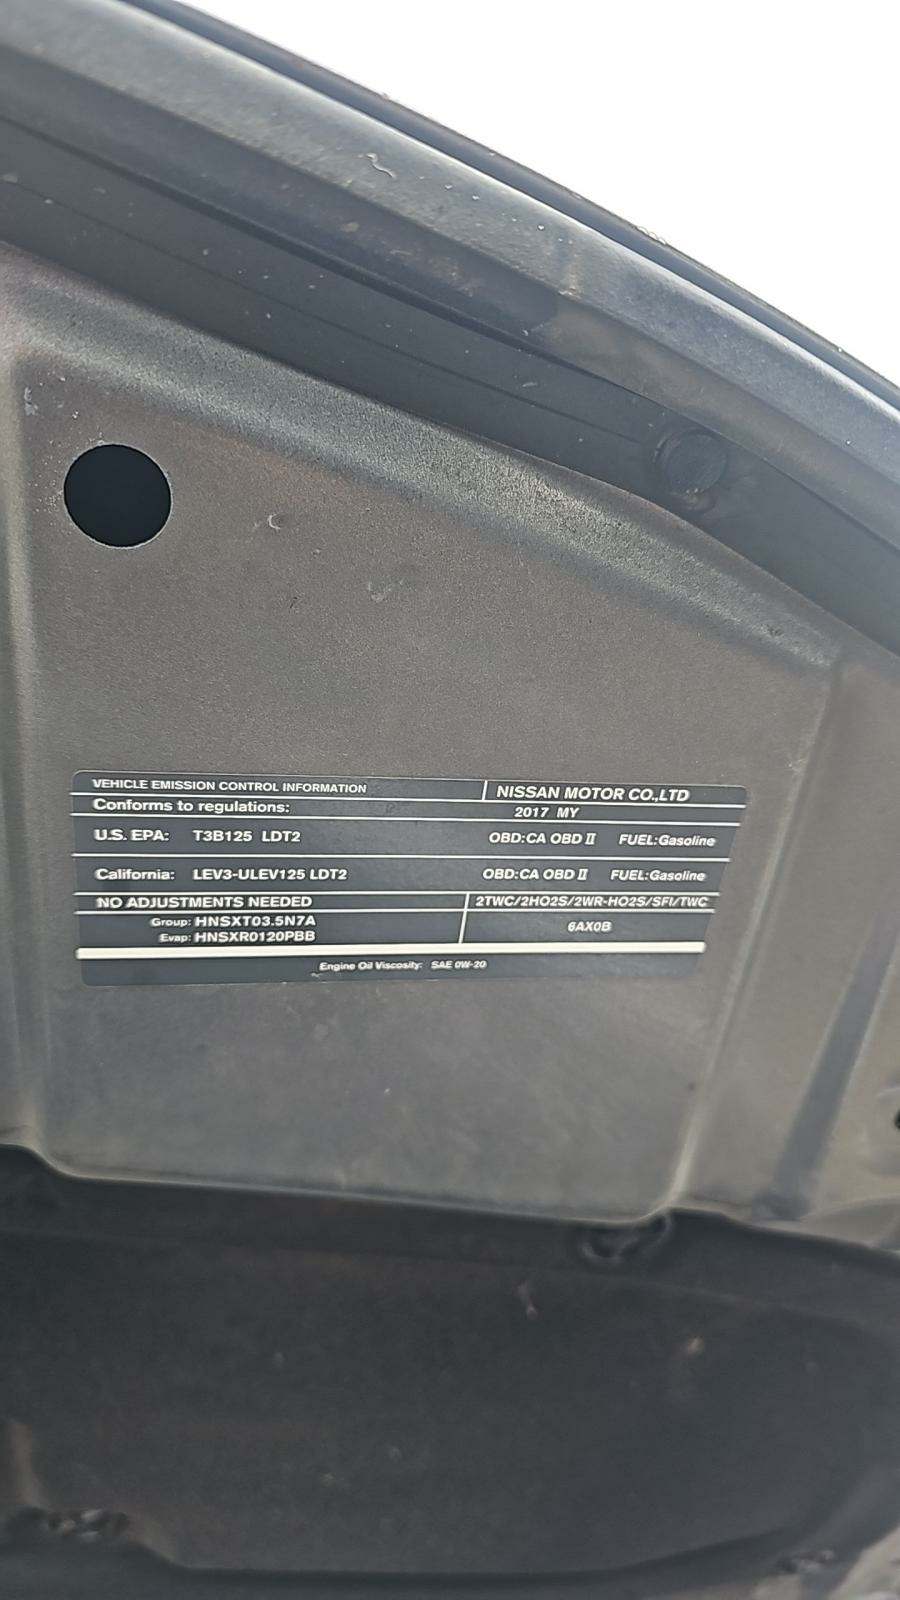 VEHICLE EMISSION CONTROL INFORMATION NISSAN MOTOR CO.,LTD
Conforms to regulations: 2017 MY
U.S. EPA: T3B125 LDT2 OBD:CA OBD II FUEL:Gasoline
California: LEV3-ULEV125 LDT2 OBD:CA OBD II FUEL:Gasoline
NO ADJUSTMENTS NEEDED 2TWC/2HO2S/2WR-HO2S/SFI/TWC
Group: HNSXT03.5N7A
Evap: HNSXR0120PBB
6AX0B
Engine Oil Viscosity: SAE 0W-20